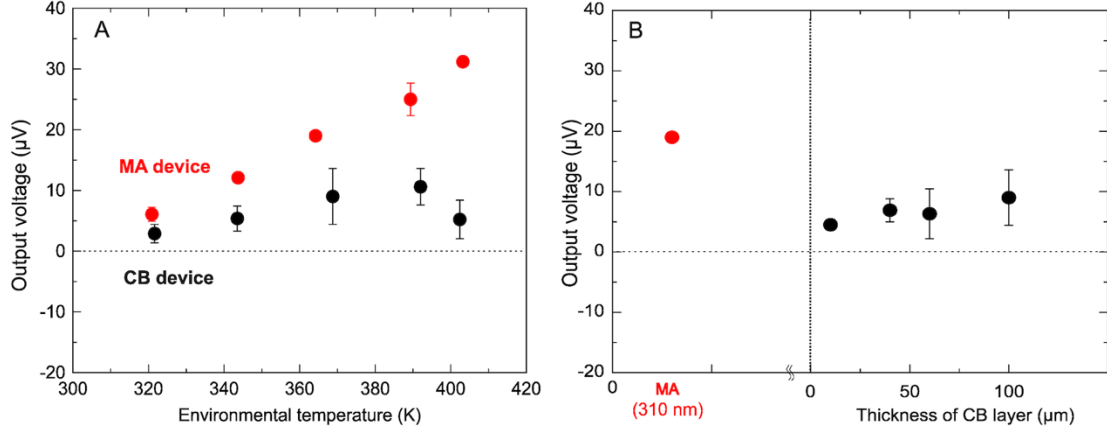 A
40
30
20
10
0
-10
-20
Output voltage (µV)
MA device
CB device
300 320 340 360 380 400 420
Environmental temperature (K)
B
40
30
20
10
0
-10
-20
Output voltage (µV)
0 0 50 100
MA
(310 nm)
Thickness of CB layer (µm)